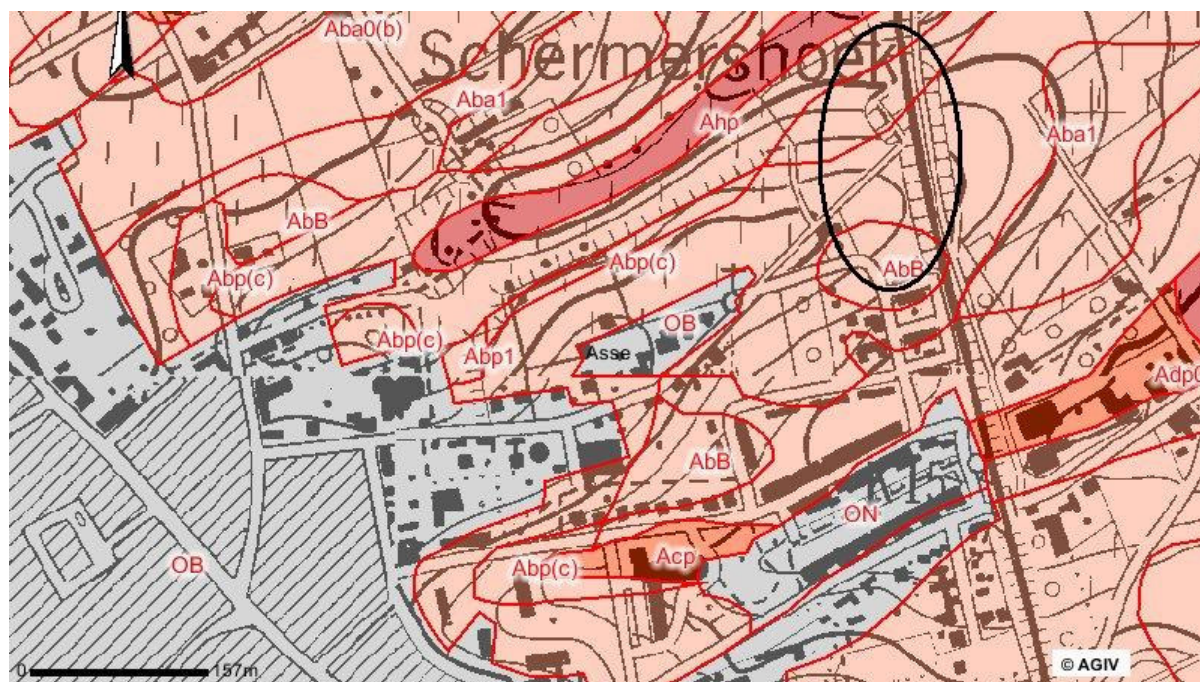 Aba0(b)
Schermershoek
Aba1
Ahp
Aba1
AbB
Abp(c)
Abp(c)
AbB
OB
Abp(c)
Abp1
Asse
Adp0
AbB
ON
Abp(c)
Acp
OB
0
157m
© AGIV